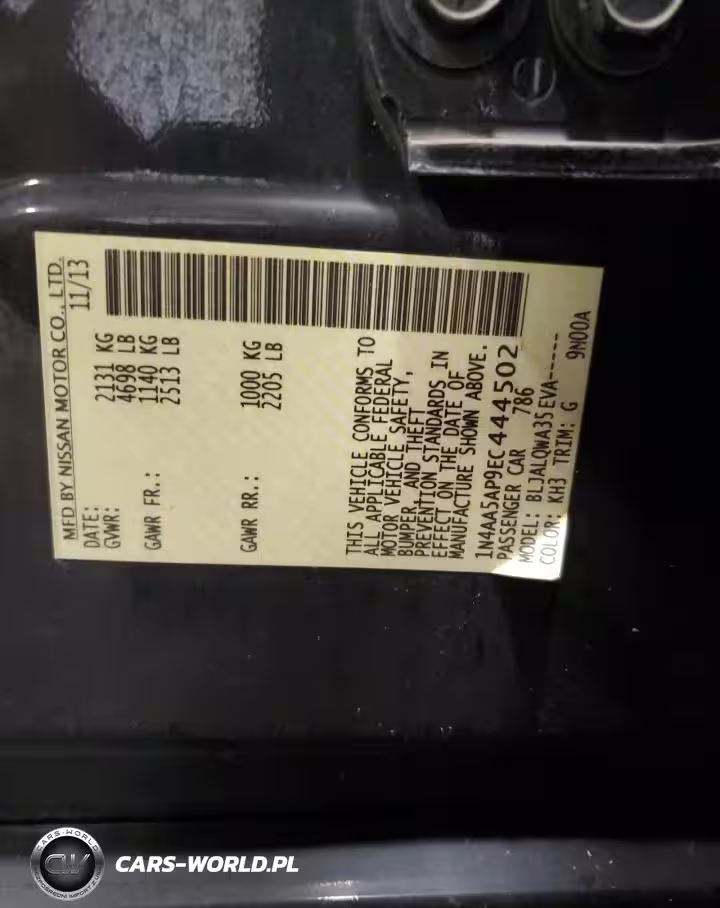 MFD BY NISSAN MOTOR CO., LTD.
DATE: 11/13
GVWR: 2131 KG
4698 LB
GAWR FR.: 1140 KG
2513 LB
GAWR RR.: 1000 KG
2205 LB
THIS VEHICLE CONFORMS TO
ALL APPLICABLE FEDERAL
MOTOR VEHICLE SAFETY,
BUMPER, AND THEFT
PREVENTION STANDARDS IN
EFFECT ON THE DATE OF
MANUFACTURE SHOWN ABOVE.
1N4AA5AP9EC444502
PASSENGER CAR 786
MODEL: BLJALQWA35EVA-----
COLOR: KH3 TRIM: G 9N00A
CARS-WORLD
CW
CARS-WORLD.PL